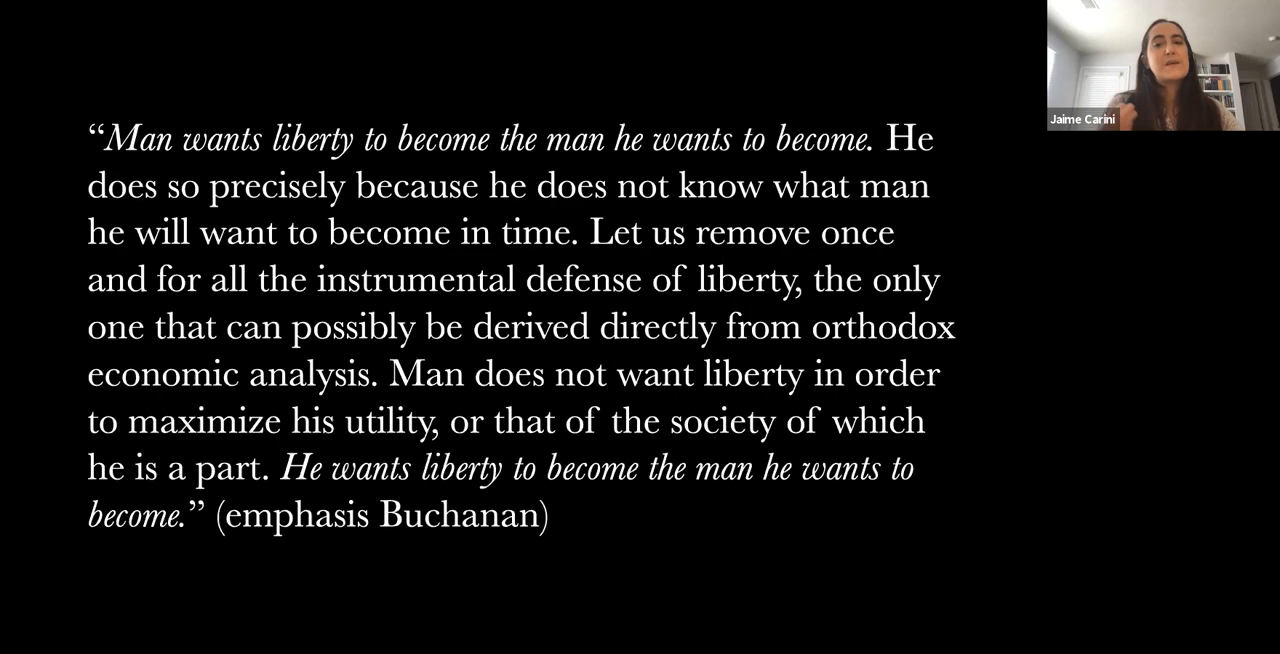 “Man wants liberty to become the man he wants to become. He
does so precisely because he does not know what man
he will want to become in time. Let us remove once
and for all the instrumental defense of liberty, the only
one that can possibly be derived directly from orthodox
economic analysis. Man does not want liberty in order
to maximize his utility, or that of the society of which
he is a part. He wants liberty to become the man he wants to
become.” (emphasis Buchanan)
Jaime Carini